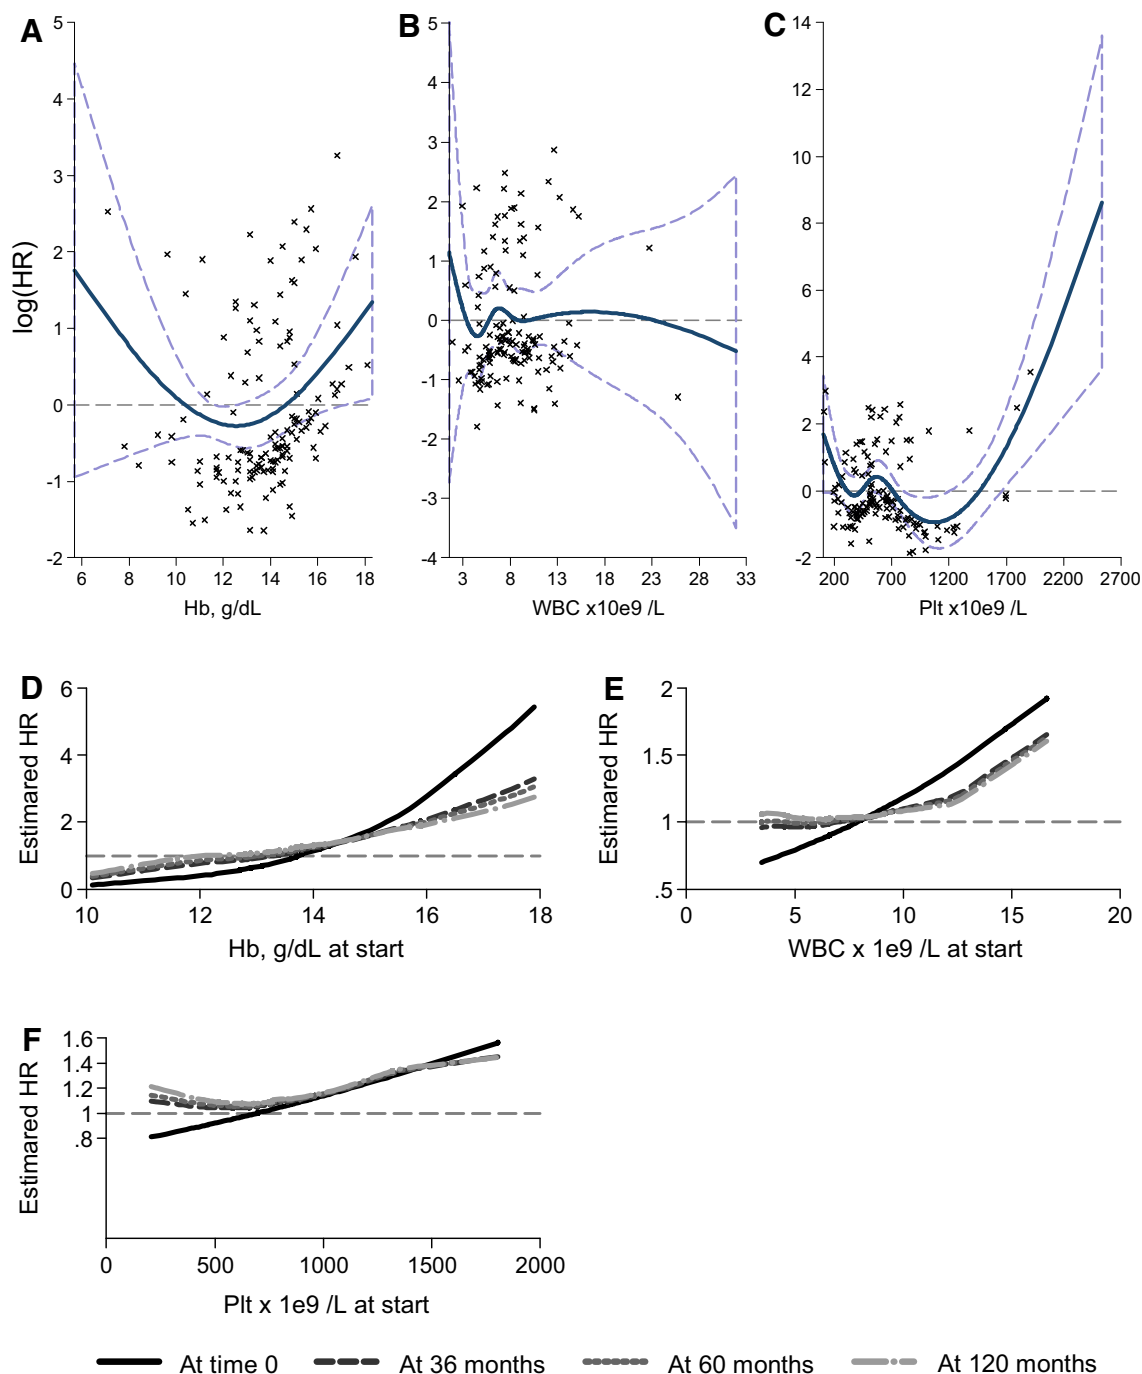 A
B
C
log(HR)
5
4
3
2
1
0
-1
-2
6 8 10 12 14 16 18
Hb, g/dL
5
4
3
2
1
0
-1
-2
-3
-4
3 8 13 18 23 28 33
WBC x10e9 /L
14
12
10
8
6
4
2
0
-2
200 700 1200 1700 2200 2700
Plt x10e9 /L
D
Estimared HR
6
4
2
0
10 12 14 16 18
Hb, g/dL at start
E
Estimared HR
2
1.5
1
.5
0 5 10 15 20
WBC x 1e9 /L at start
F
Estimared HR
1.6
1.4
1.2
1
.8
0 500 1000 1500 2000
Plt x 1e9 /L at start
At time 0 At 36 months At 60 months At 120 months